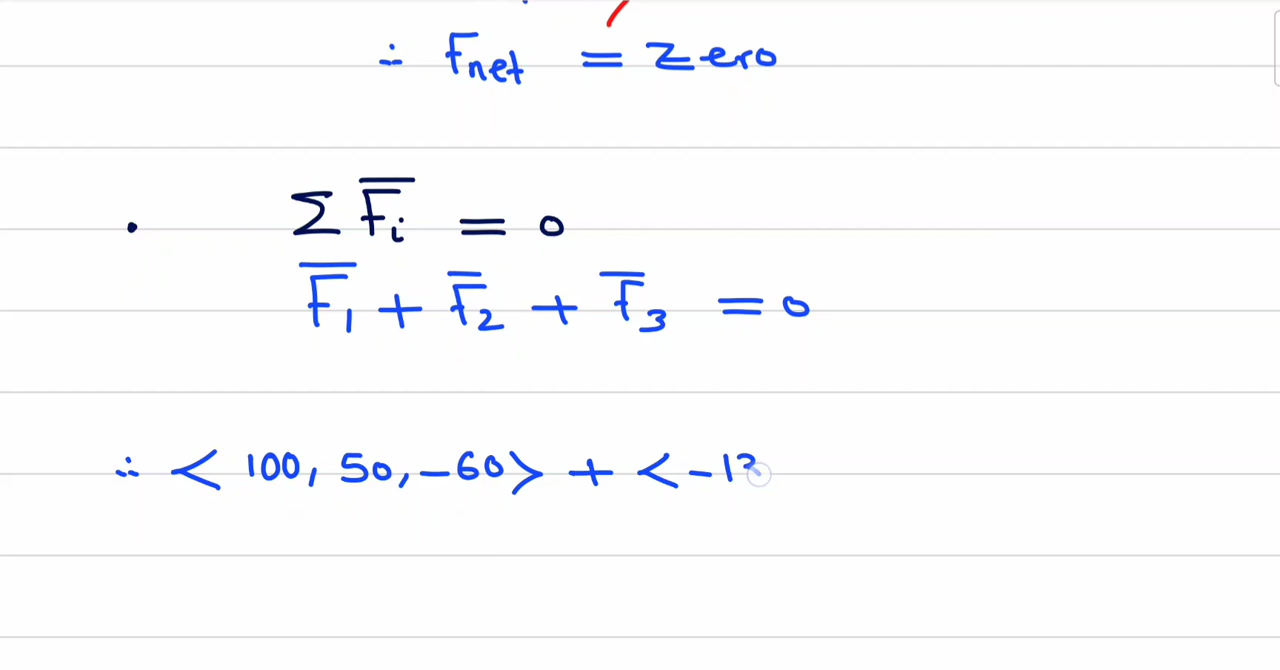 ∴ Fnet = Zero
. Σ F̅i = 0
F̅1 + F̅2 + F̅3 = 0
∴ < 100, 50, -60> + < -1